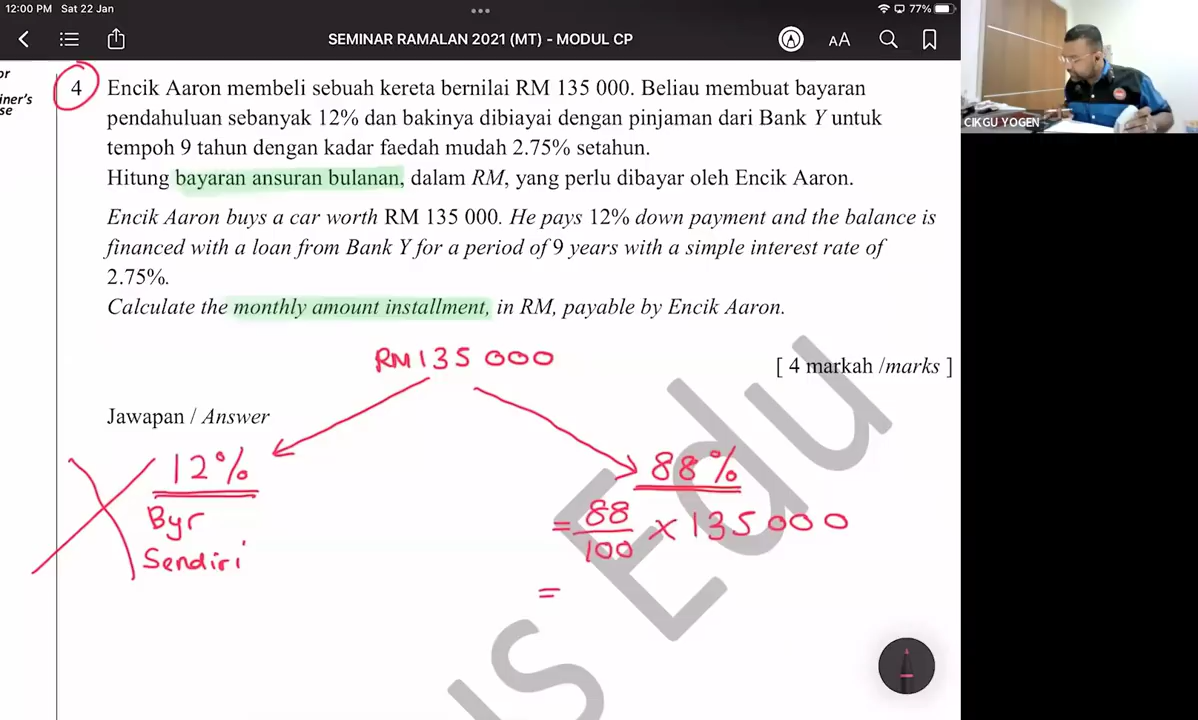 12:00 PM Sat 22 Jan
77%
AA
SEMINAR RAMALAN 2021 (MT) - MODUL CP
or
iner's
se
4
Encik Aaron membeli sebuah kereta bernilai RM 135 000. Beliau membuat bayaran
pendahuluan sebanyak 12% dan bakinya dibiayai dengan pinjaman dari Bank Y untuk
tempoh 9 tahun dengan kadar faedah mudah 2.75% setahun.
Hitung bayaran ansuran bulanan, dalam RM, yang perlu dibayar oleh Encik Aaron.
Encik Aaron buys a car worth RM 135 000. He pays 12% down payment and the balance is
financed with a loan from Bank Y for a period of 9 years with a simple interest rate of
2.75%.
Calculate the monthly amount installment, in RM, payable by Encik Aaron.
RM135 000
[ 4 markah /marks ]
Jawapan / Answer
12%
Byr
Sendiri
88%
= 88/100 × 135000
=
s Edu
CIKGU YOGEN